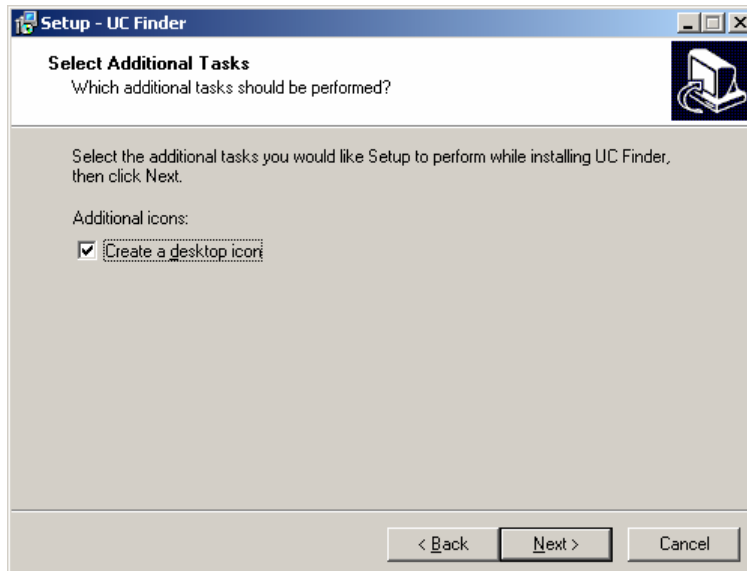 Setup - UC Finder
Select Additional Tasks
Which additional tasks should be performed?
Select the additional tasks you would like Setup to perform while installing UC Finder,
then click Next.
Additional icons:
Create a desktop icon
< Back Next > Cancel